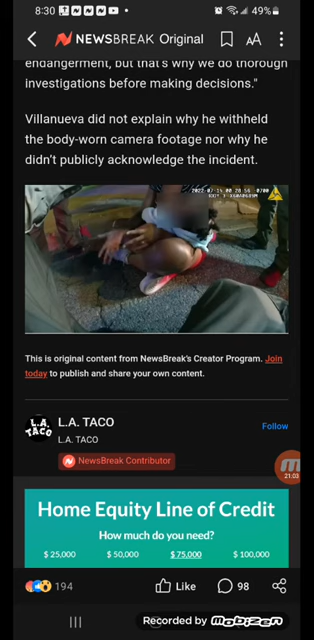 8:30
49%
NEWSBREAK Original
AA
endangerment, but that's why we do thorough
investigations before making decisions."
Villanueva did not explain why he withheld
the body-worn camera footage nor why he
didn't publicly acknowledge the incident.
This is original content from NewsBreak's Creator Program. Join
today to publish and share your own content.
L.A. TACO
L.A. TACO
Follow
L.A. TACO
NewsBreak Contributor
21:03
Home Equity Line of Credit
How much do you need?
$ 25,000 $ 50,000 $ 75,000 $ 100,000
194 Like 98
Recorded by Mobizen